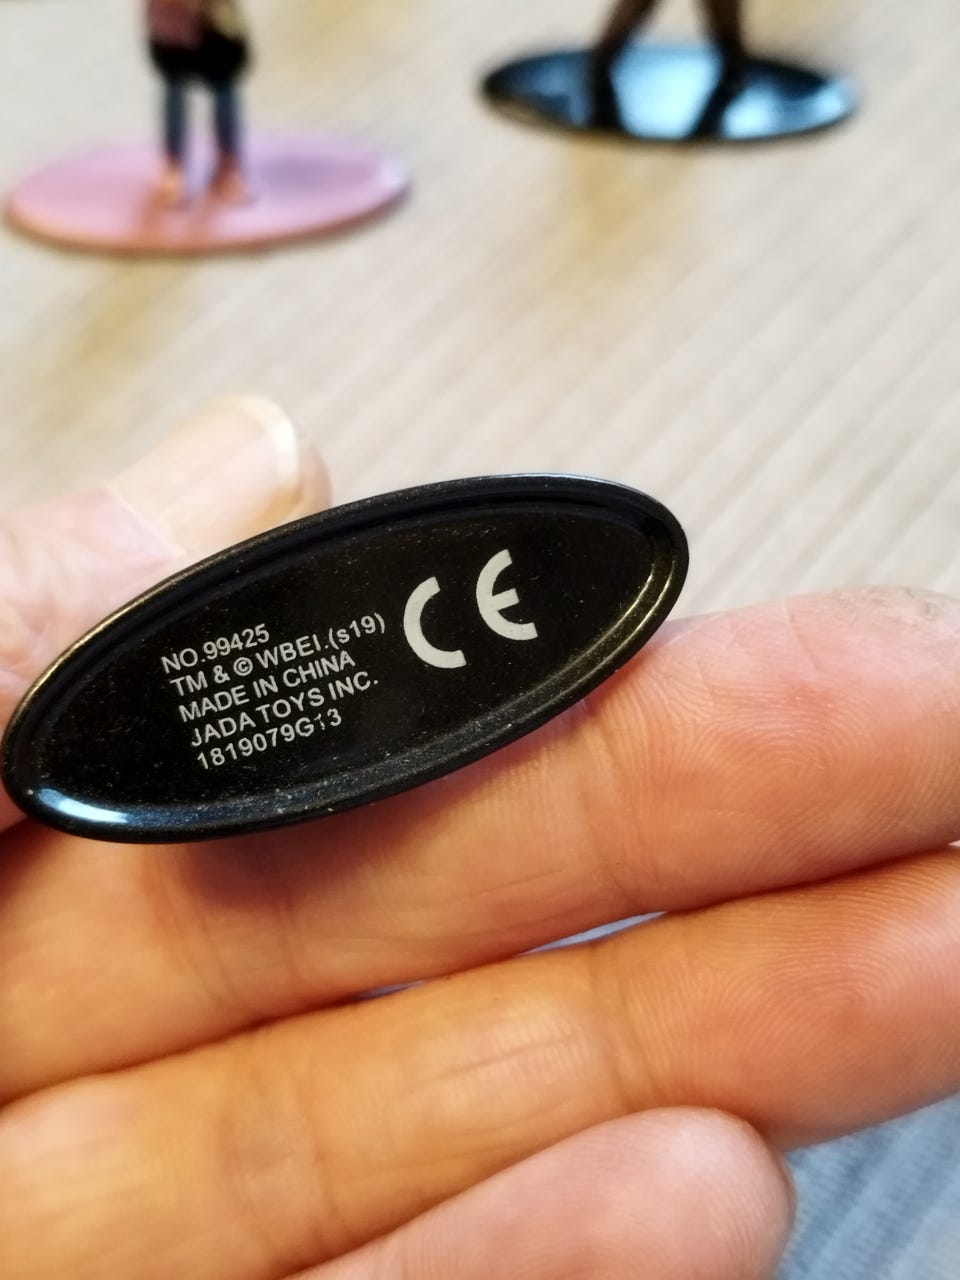 NO.99425
TM & © WBEI.(s19)
MADE IN CHINA
JADA TOYS INC.
1819079G13
CE